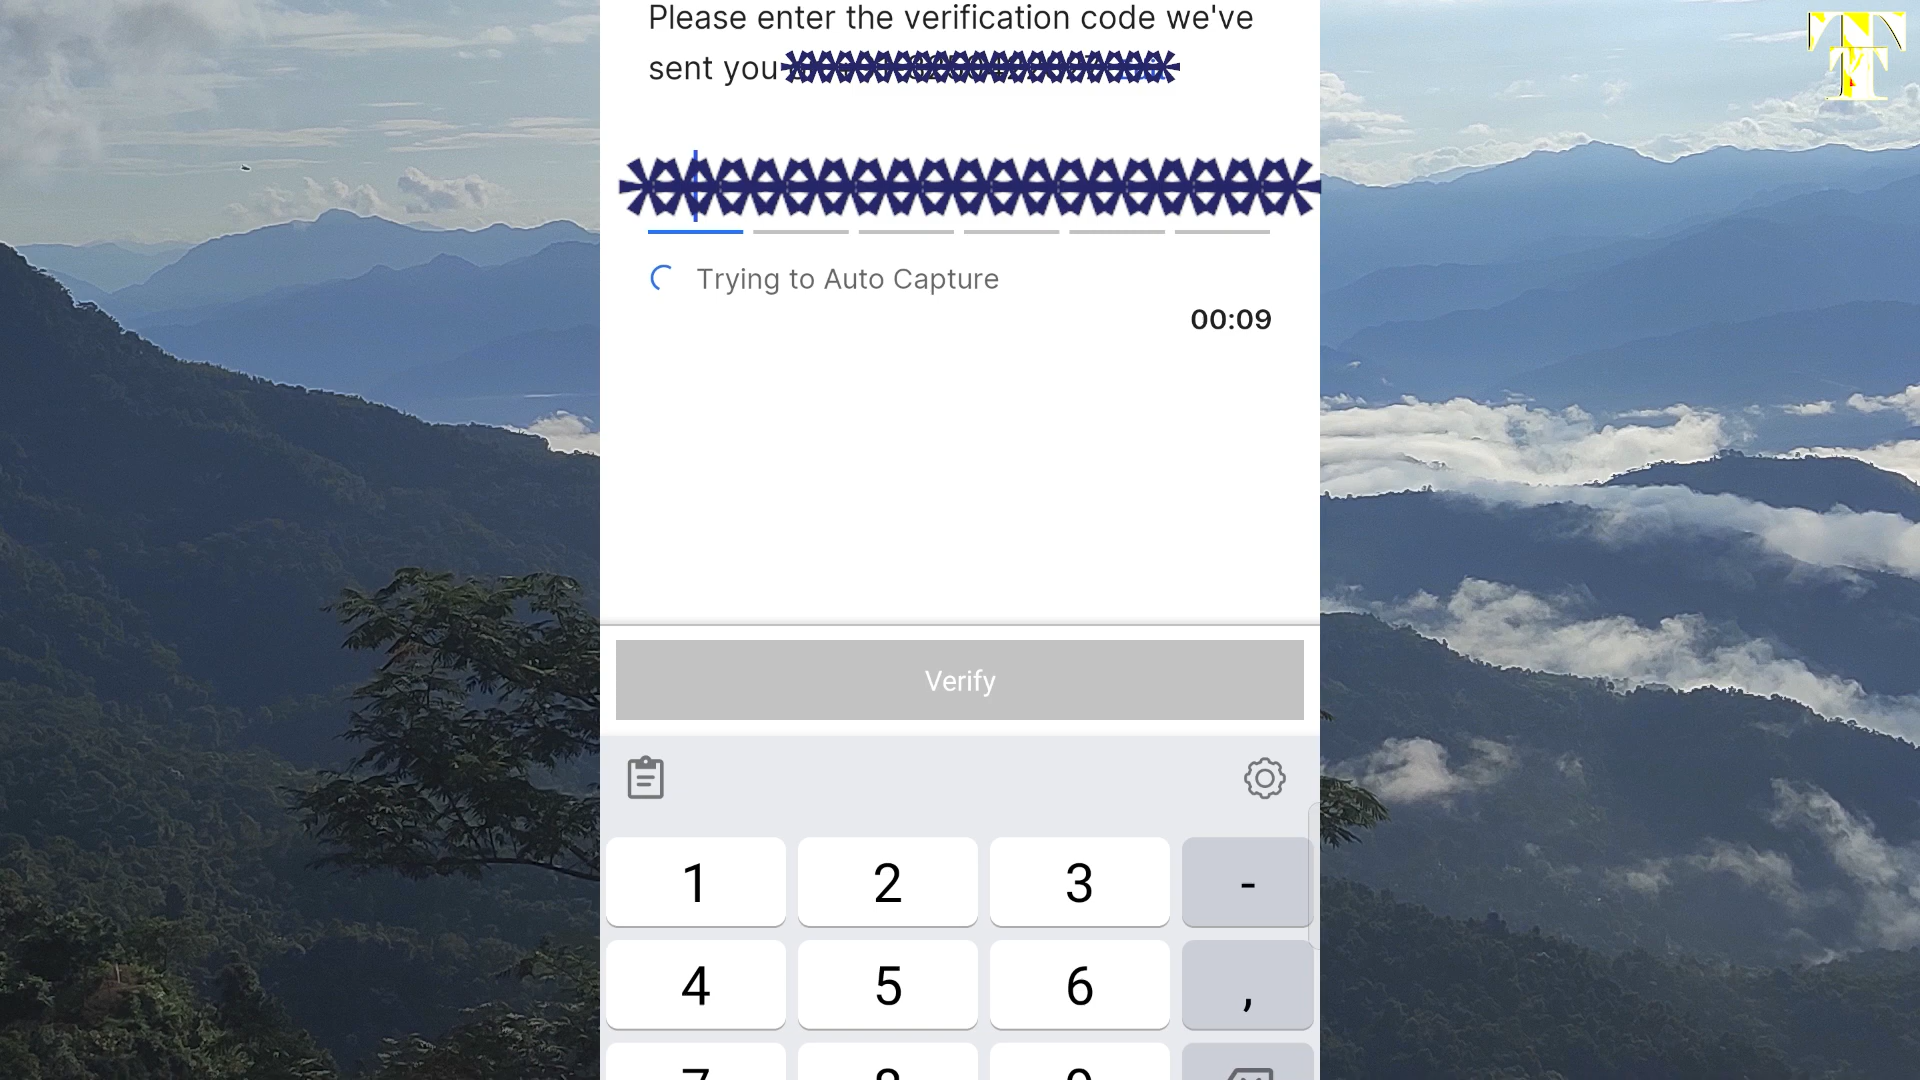 Please enter the verification code we've
sent you
Trying to Auto Capture
00:09
Verify
1 2 3 -
4 5 6 ,